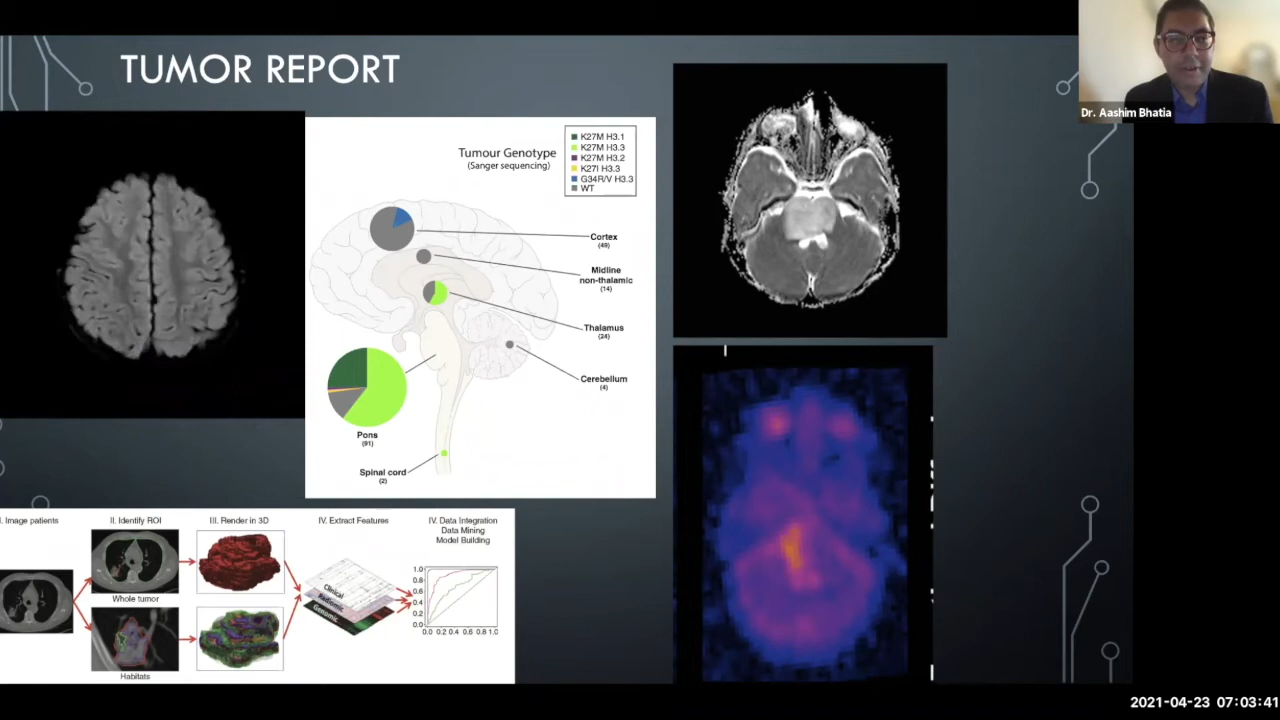 TUMOR REPORT
Dr. Aashim Bhatia
K27M H3.1
K27M H3.3
K27M H3.2
K27I H3.3
G34R/V H3.3
WT
Tumour Genotype
(Sanger sequencing)
Cortex
(49)
Midline
non-thalamic
(14)
Thalamus
(24)
Cerebellum
(4)
Pons
(91)
Spinal cord
(2)
I. Image patients
II. Identify ROI
III. Render in 3D
IV. Extract Features
IV. Data Integration
Data Mining
Model Building
Whole tumor
Habitats
Clinical
Radiomic
Genomic
1.0
0.8
0.6
0.4
0.2
0.0
0.0 0.2 0.4 0.6 0.8 1.0
2021-04-23 07:03:41